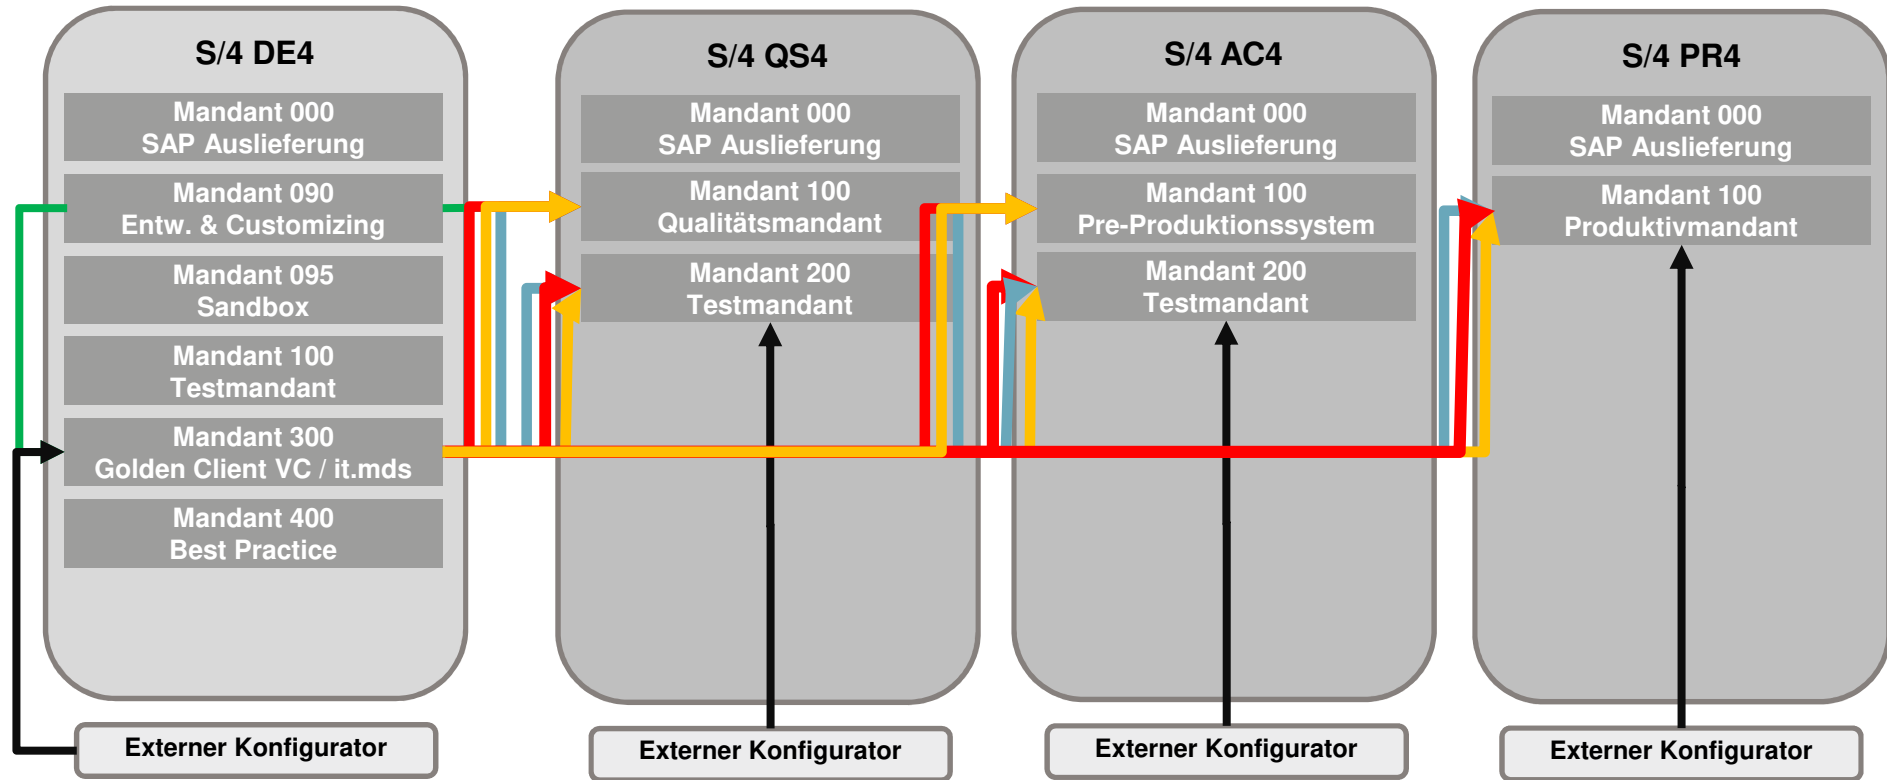 S/4 DE4
Mandant 000
SAP Auslieferung
Mandant 090
Entw. & Customizing
Mandant 095
Sandbox
Mandant 100
Testmandant
Mandant 300
Golden Client VC / it.mds
Mandant 400
Best Practice
Externer Konfigurator
S/4 QS4
Mandant 000
SAP Auslieferung
Mandant 100
Qualitätsmandant
Mandant 200
Testmandant
Externer Konfigurator
S/4 AC4
Mandant 000
SAP Auslieferung
Mandant 100
Pre-Produktionssystem
Mandant 200
Testmandant
Externer Konfigurator
S/4 PR4
Mandant 000
SAP Auslieferung
Mandant 100
Produktivmandant
Externer Konfigurator